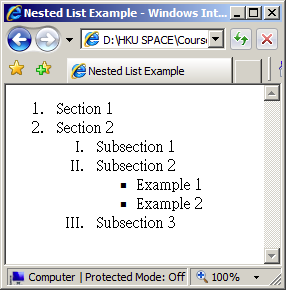 Nested List Example - Windows Int...
D:\HKU SPACE\Course
Nested List Example
1. Section 1
2. Section 2
I. Subsection 1
II. Subsection 2
■ Example 1
■ Example 2
III. Subsection 3
Computer | Protected Mode: Off
100%